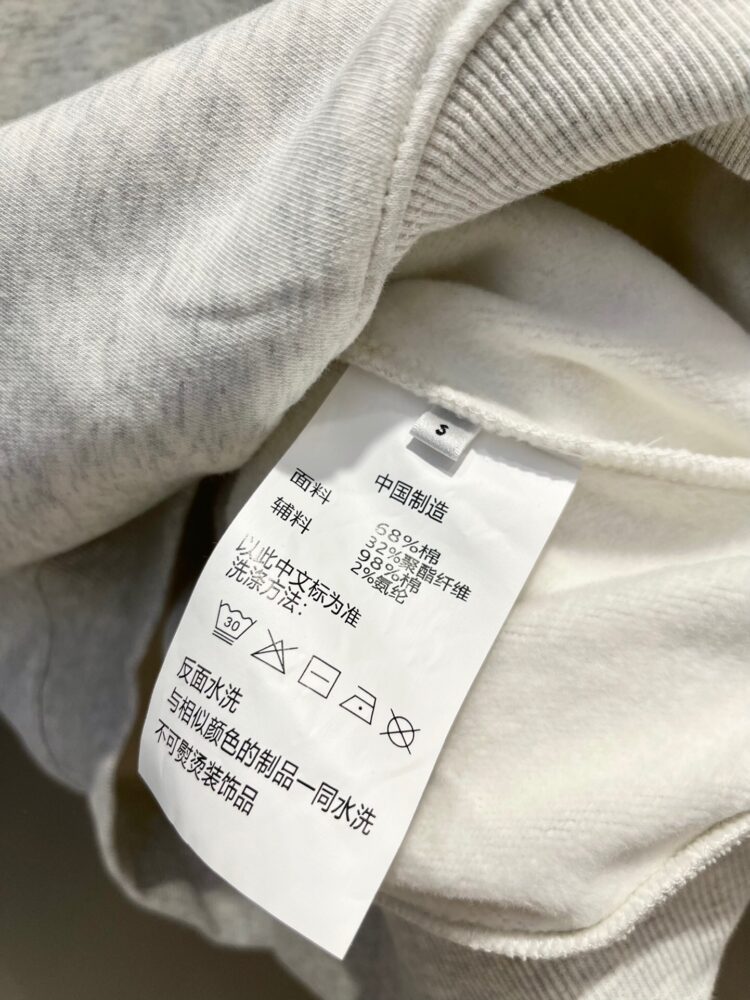 S
中国制造
面料
68%棉
32%聚酯纤维
辅料
98%棉
2%氨纶
以此中文标为准
洗涤方法:
30
反面水洗
与相似颜色的制品一同水洗
不可熨烫装饰品